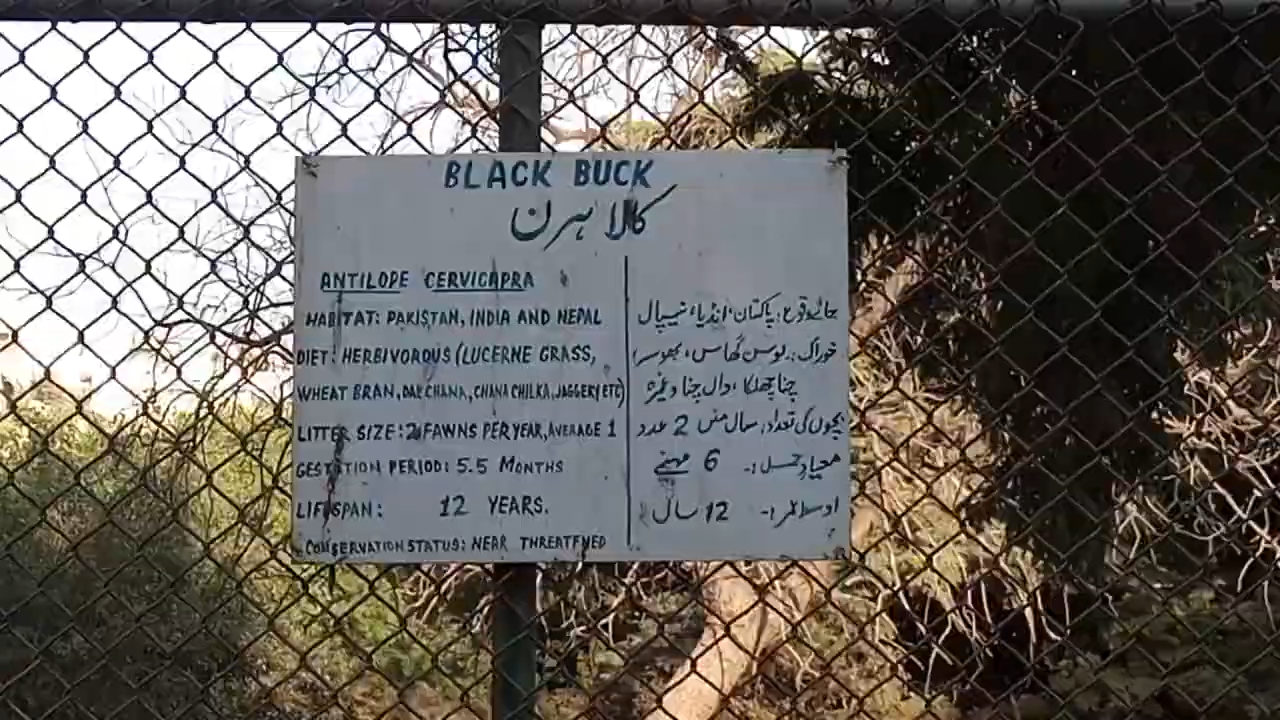 BLACK BUCK
کالا ہرن
ANTILOPE CERVICAPRA
HABITAT: PAKISTAN, INDIA AND NEPAL
DIET: HERBIVOROUS (LUCERNE GRASS,
WHEAT BRAN, DAL CHANA, CHANA CHILKA, JAGGERY ETC)
LITTER SIZE: 2 FAWNS PER YEAR, AVERAGE 1
GESTATION PERIOD: 5.5 MONTHS
LIFESPAN: 12 YEARS.
CONSERVATION STATUS: NEAR THREATENED
جائے وقوع: پاکستان، انڈیا، نیپال
خوراک:۔ لوسن گھاس، بھوسہ،
چنا چھلکا، دال چنا وغیرہ
بچوں کی تعداد: سال میں 2 عدد
معیاد حمل:۔ 6 مہینے
اوسط عمر:۔ 12 سال